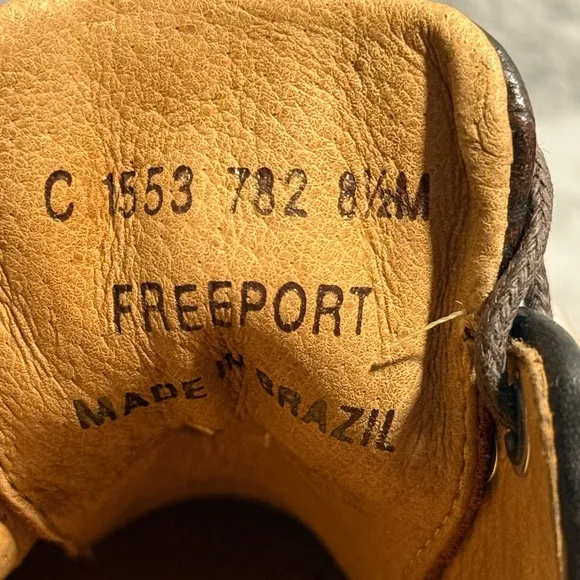 C 1553 782 8½M
FREEPORT
MADE IN BRAZIL